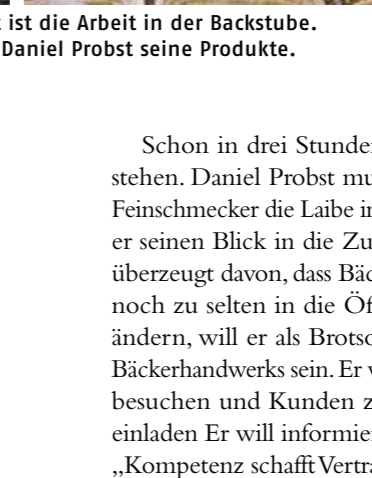 ist die Arbeit in der Backstube.
Daniel Probst seine Produkte.
Schon in drei Stunden
stehen. Daniel Probst mu
Feinschmecker die Laibe in
er seinen Blick in die Zu
überzeugt davon, dass Bäc
noch zu selten in die Öf
ändern, will er als Brotso
Bäckerhandwerks sein. Er w
besuchen und Kunden z
einladen Er will informier
„Kompetenz schafft Vertra